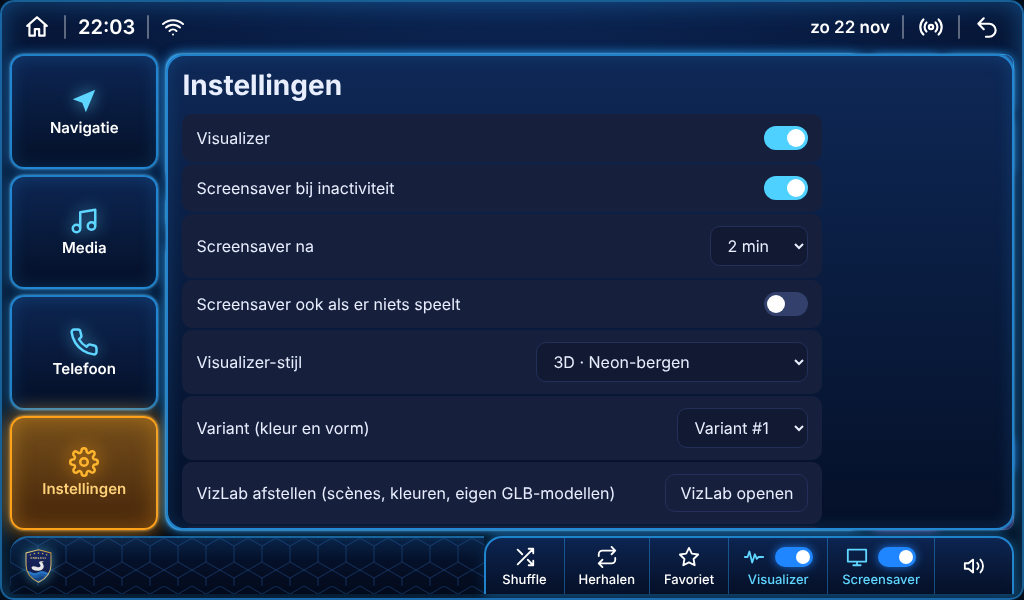 22:03
zo 22 nov
Navigatie
Media
Telefoon
Instellingen
Instellingen
Visualizer
Screensaver bij inactiviteit
Screensaver na
2 min
Screensaver ook als er niets speelt
Visualizer-stijl
3D · Neon-bergen
Variant (kleur en vorm)
Variant #1
VizLab afstellen (scènes, kleuren, eigen GLB-modellen)
VizLab openen
Shuffle
Herhalen
Favoriet
Visualizer
Screensaver